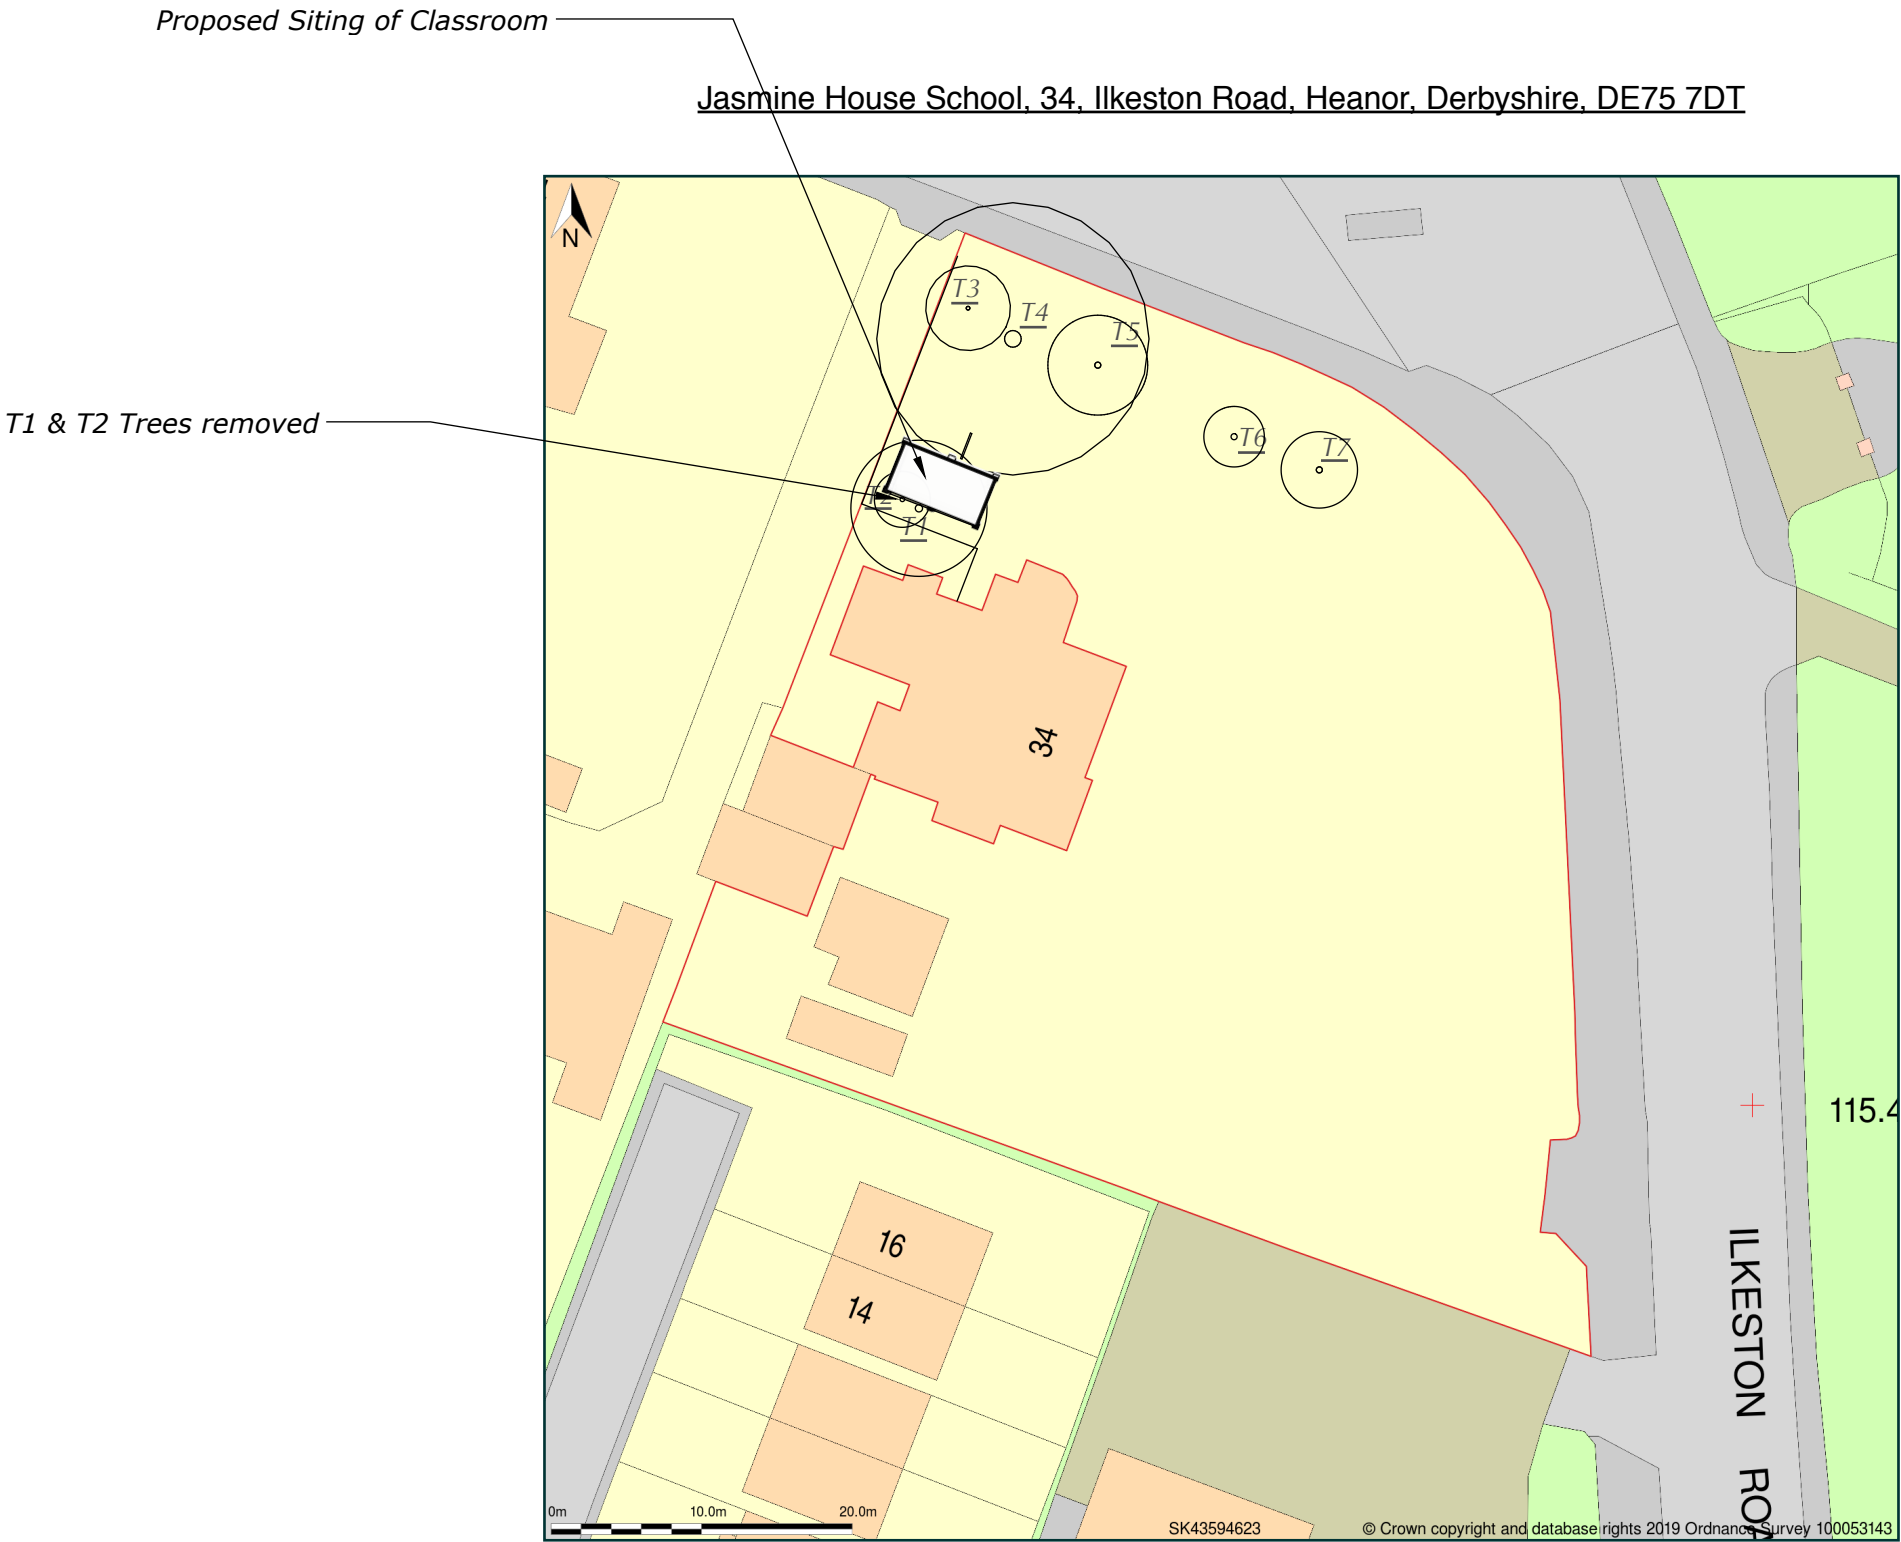 Proposed Siting of Classroom
Jasmine House School, 34, Ilkeston Road, Heanor, Derbyshire, DE75 7DT
N
T3
T4
T5
T1 & T2 Trees removed
T6
T7
T2
T1
34
115.4
16
14
ILKESTON ROA
0m 10.0m 20.0m
SK43594623
© Crown copyright and database rights 2019 Ordnance Survey 100053143